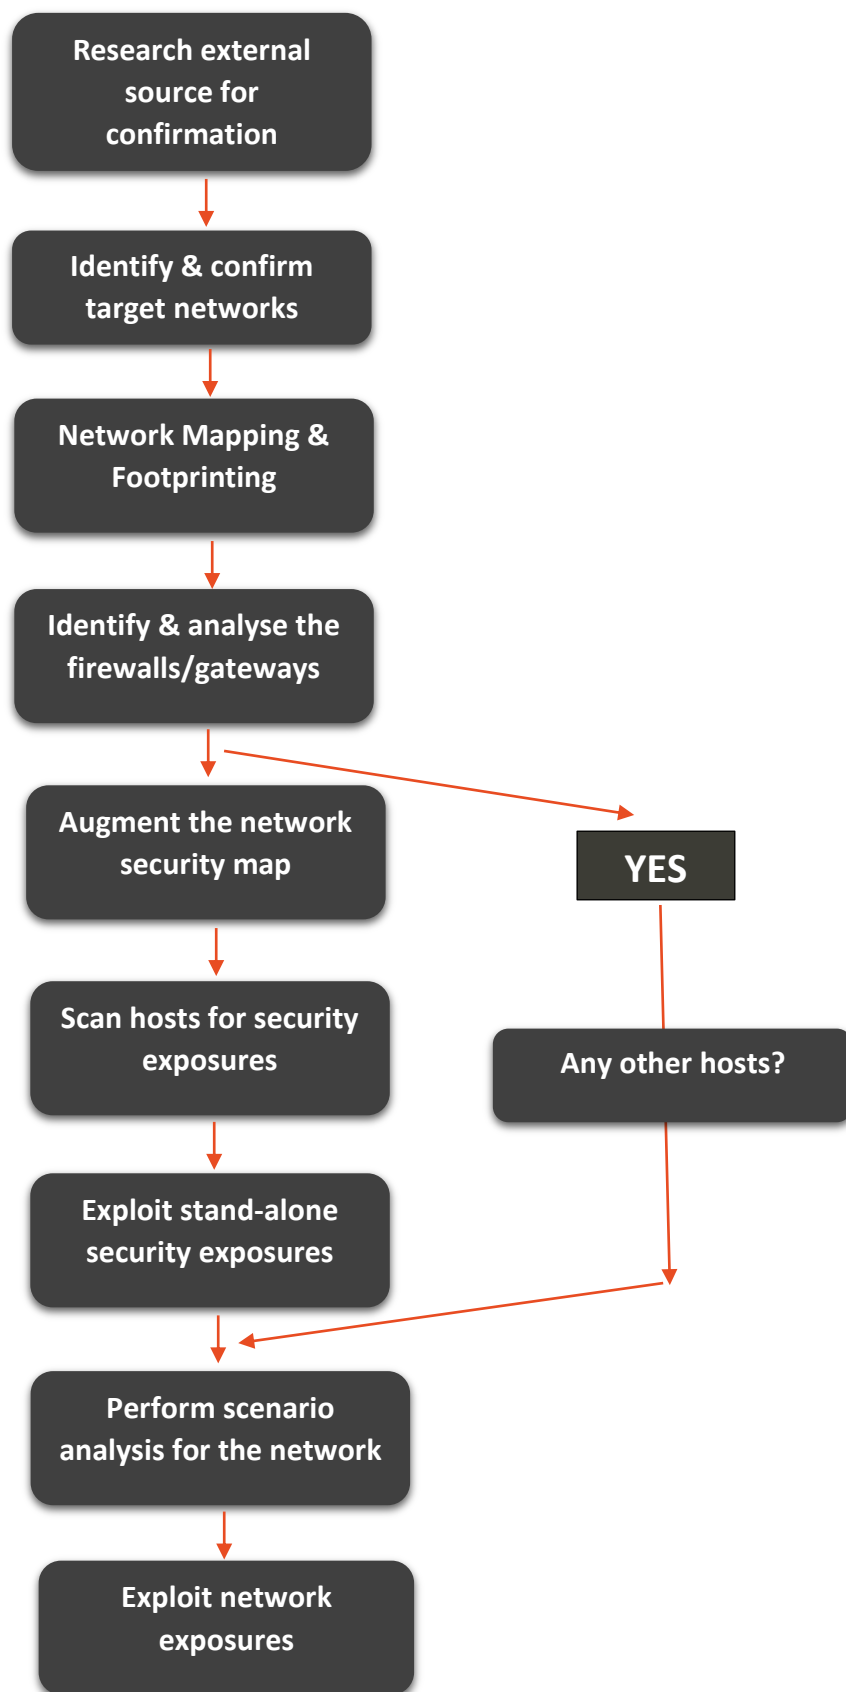 Research external
source for
confirmation
Identify & confirm
target networks
Network Mapping &
Footprinting
Identify & analyse the
firewalls/gateways
Augment the network
security map
YES
Scan hosts for security
exposures
Any other hosts?
Exploit stand-alone
security exposures
Perform scenario
analysis for the network
Exploit network
exposures